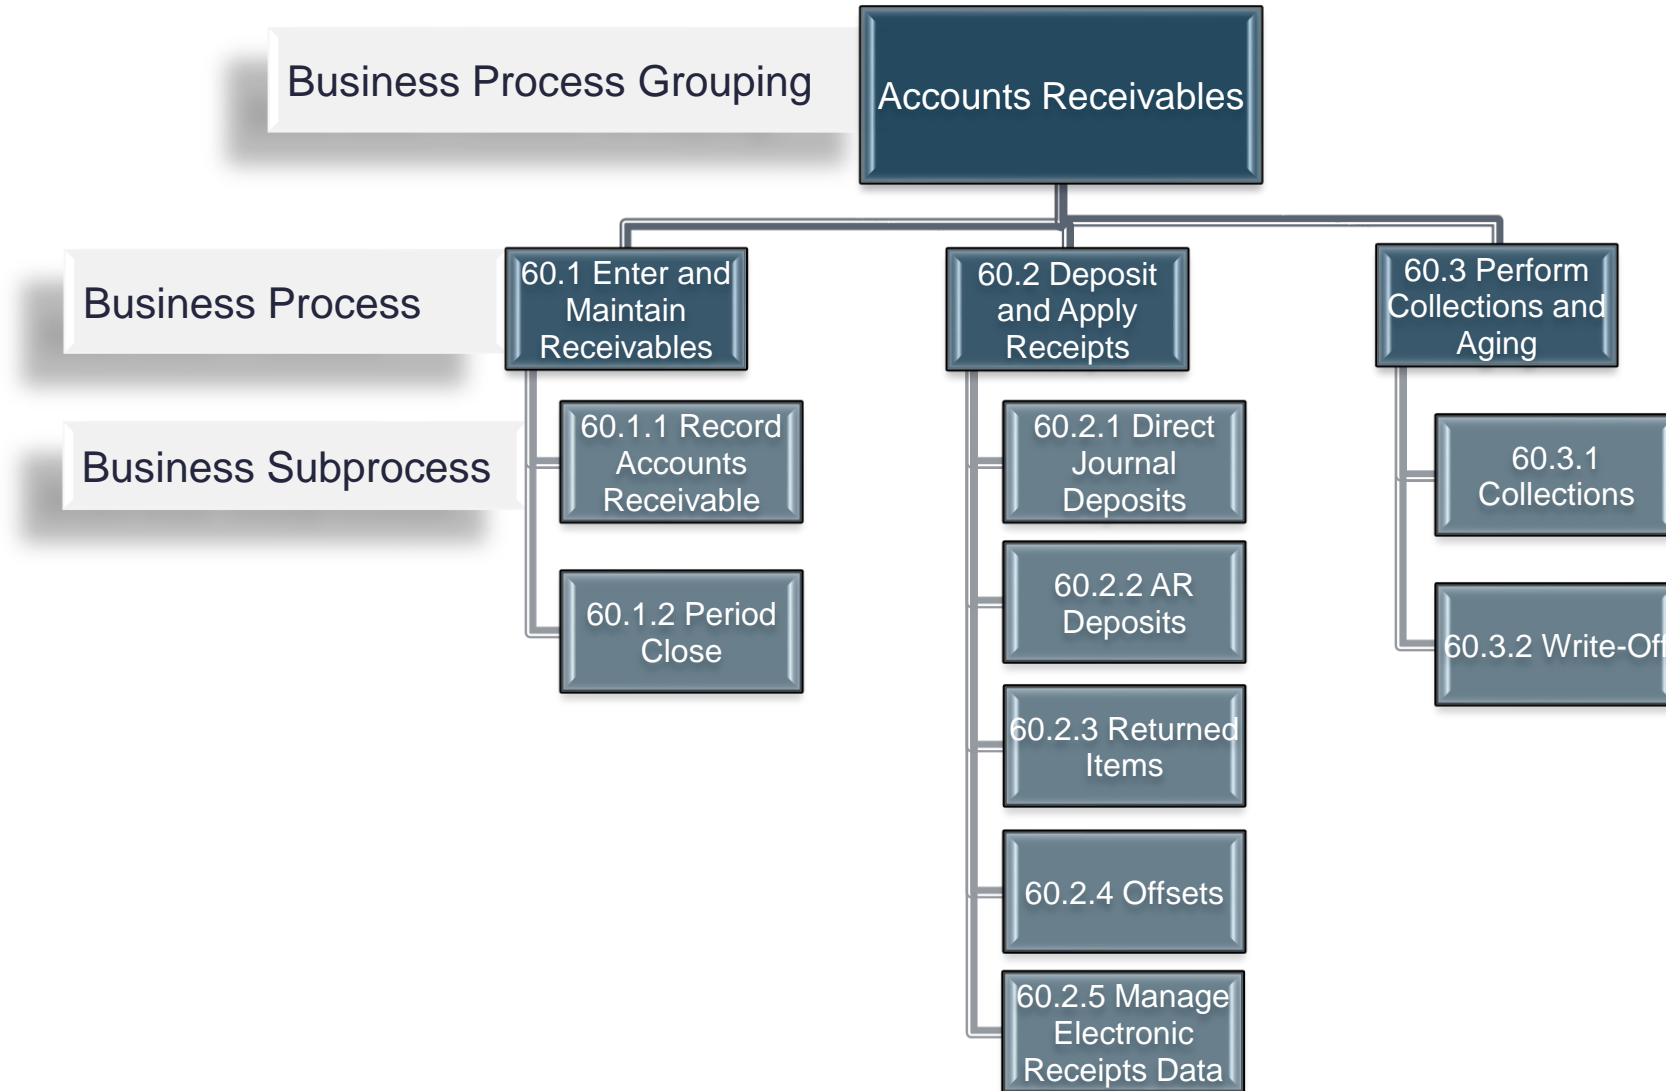 Business Process Grouping
Accounts Receivables
Business Process
60.1 Enter and
Maintain
Receivables
60.2 Deposit
and Apply
Receipts
60.3 Perform
Collections and
Aging
Business Subprocess
60.1.1 Record
Accounts
Receivable
60.1.2 Period
Close
60.2.1 Direct
Journal
Deposits
60.2.2 AR
Deposits
60.2.3 Returned
Items
60.2.4 Offsets
60.2.5 Manage
Electronic
Receipts Data
60.3.1
Collections
60.3.2 Write-Off